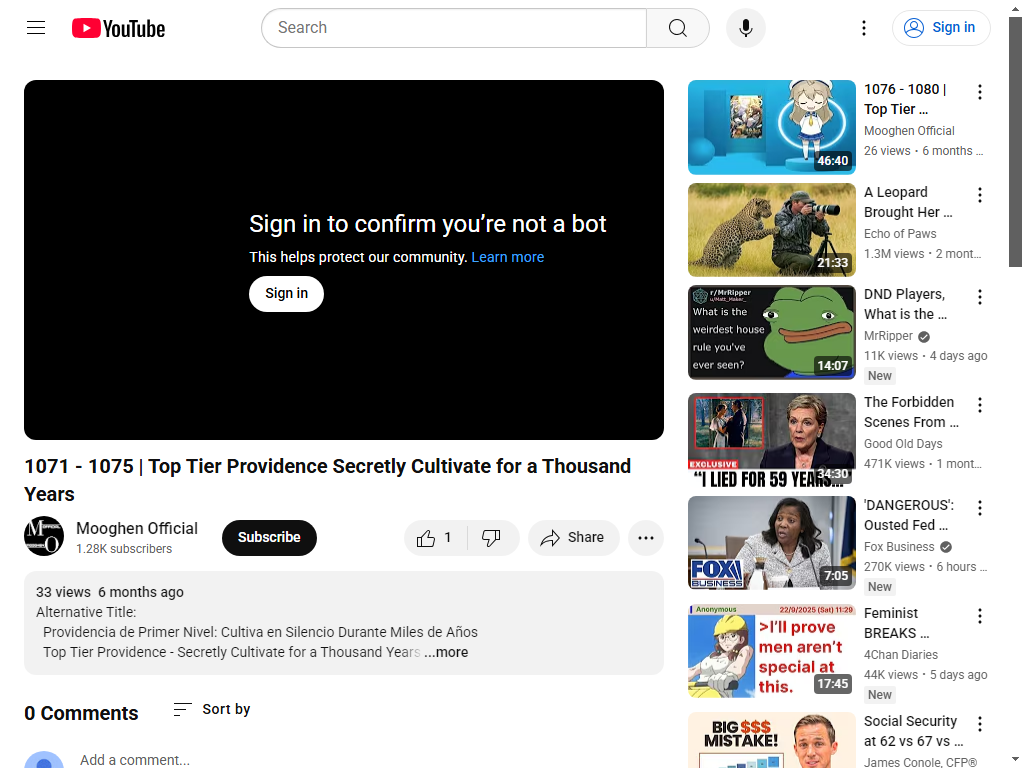 YouTube
Search
Sign in
Sign in to confirm you're not a bot
This helps protect our community. Learn more
Sign in
1071 - 1075 | Top Tier Providence Secretly Cultivate for a Thousand
Years
Mooghen Official
1.28K subscribers
Subscribe
1
Share
33 views 6 months ago
Alternative Title:
Providencia de Primer Nivel: Cultiva en Silencio Durante Miles de Años
Top Tier Providence - Secretly Cultivate for a Thousand Years ...more
0 Comments
Sort by
Add a comment...
46:40
1076 - 1080 |
Top Tier ...
Mooghen Official
26 views • 6 months ...
21:33
A Leopard
Brought Her ...
Echo of Paws
1.3M views • 2 mont...
r/MrRipper
u/Matt_Maker_
What is the
weirdest house
rule you've
ever seen?
14:07
DND Players,
What is the ...
MrRipper
11K views • 4 days ago
New
EXCLUSIVE
"I LIED FOR 59 YEARS..."
34:30
The Forbidden
Scenes From ...
Good Old Days
471K views • 1 mont...
FOX
BUSINESS
7:05
'DANGEROUS':
Ousted Fed ...
Fox Business
270K views • 6 hours ...
New
Anonymous 22/9/2025 (Sat) 11:29
>I'll prove
men aren't
special at
this.
17:45
Feminist
BREAKS ...
4Chan Diaries
44K views • 5 days ago
New
BIG $$$
MISTAKE!
Social Security
at 62 vs 67 vs ...
James Conole, CFP®